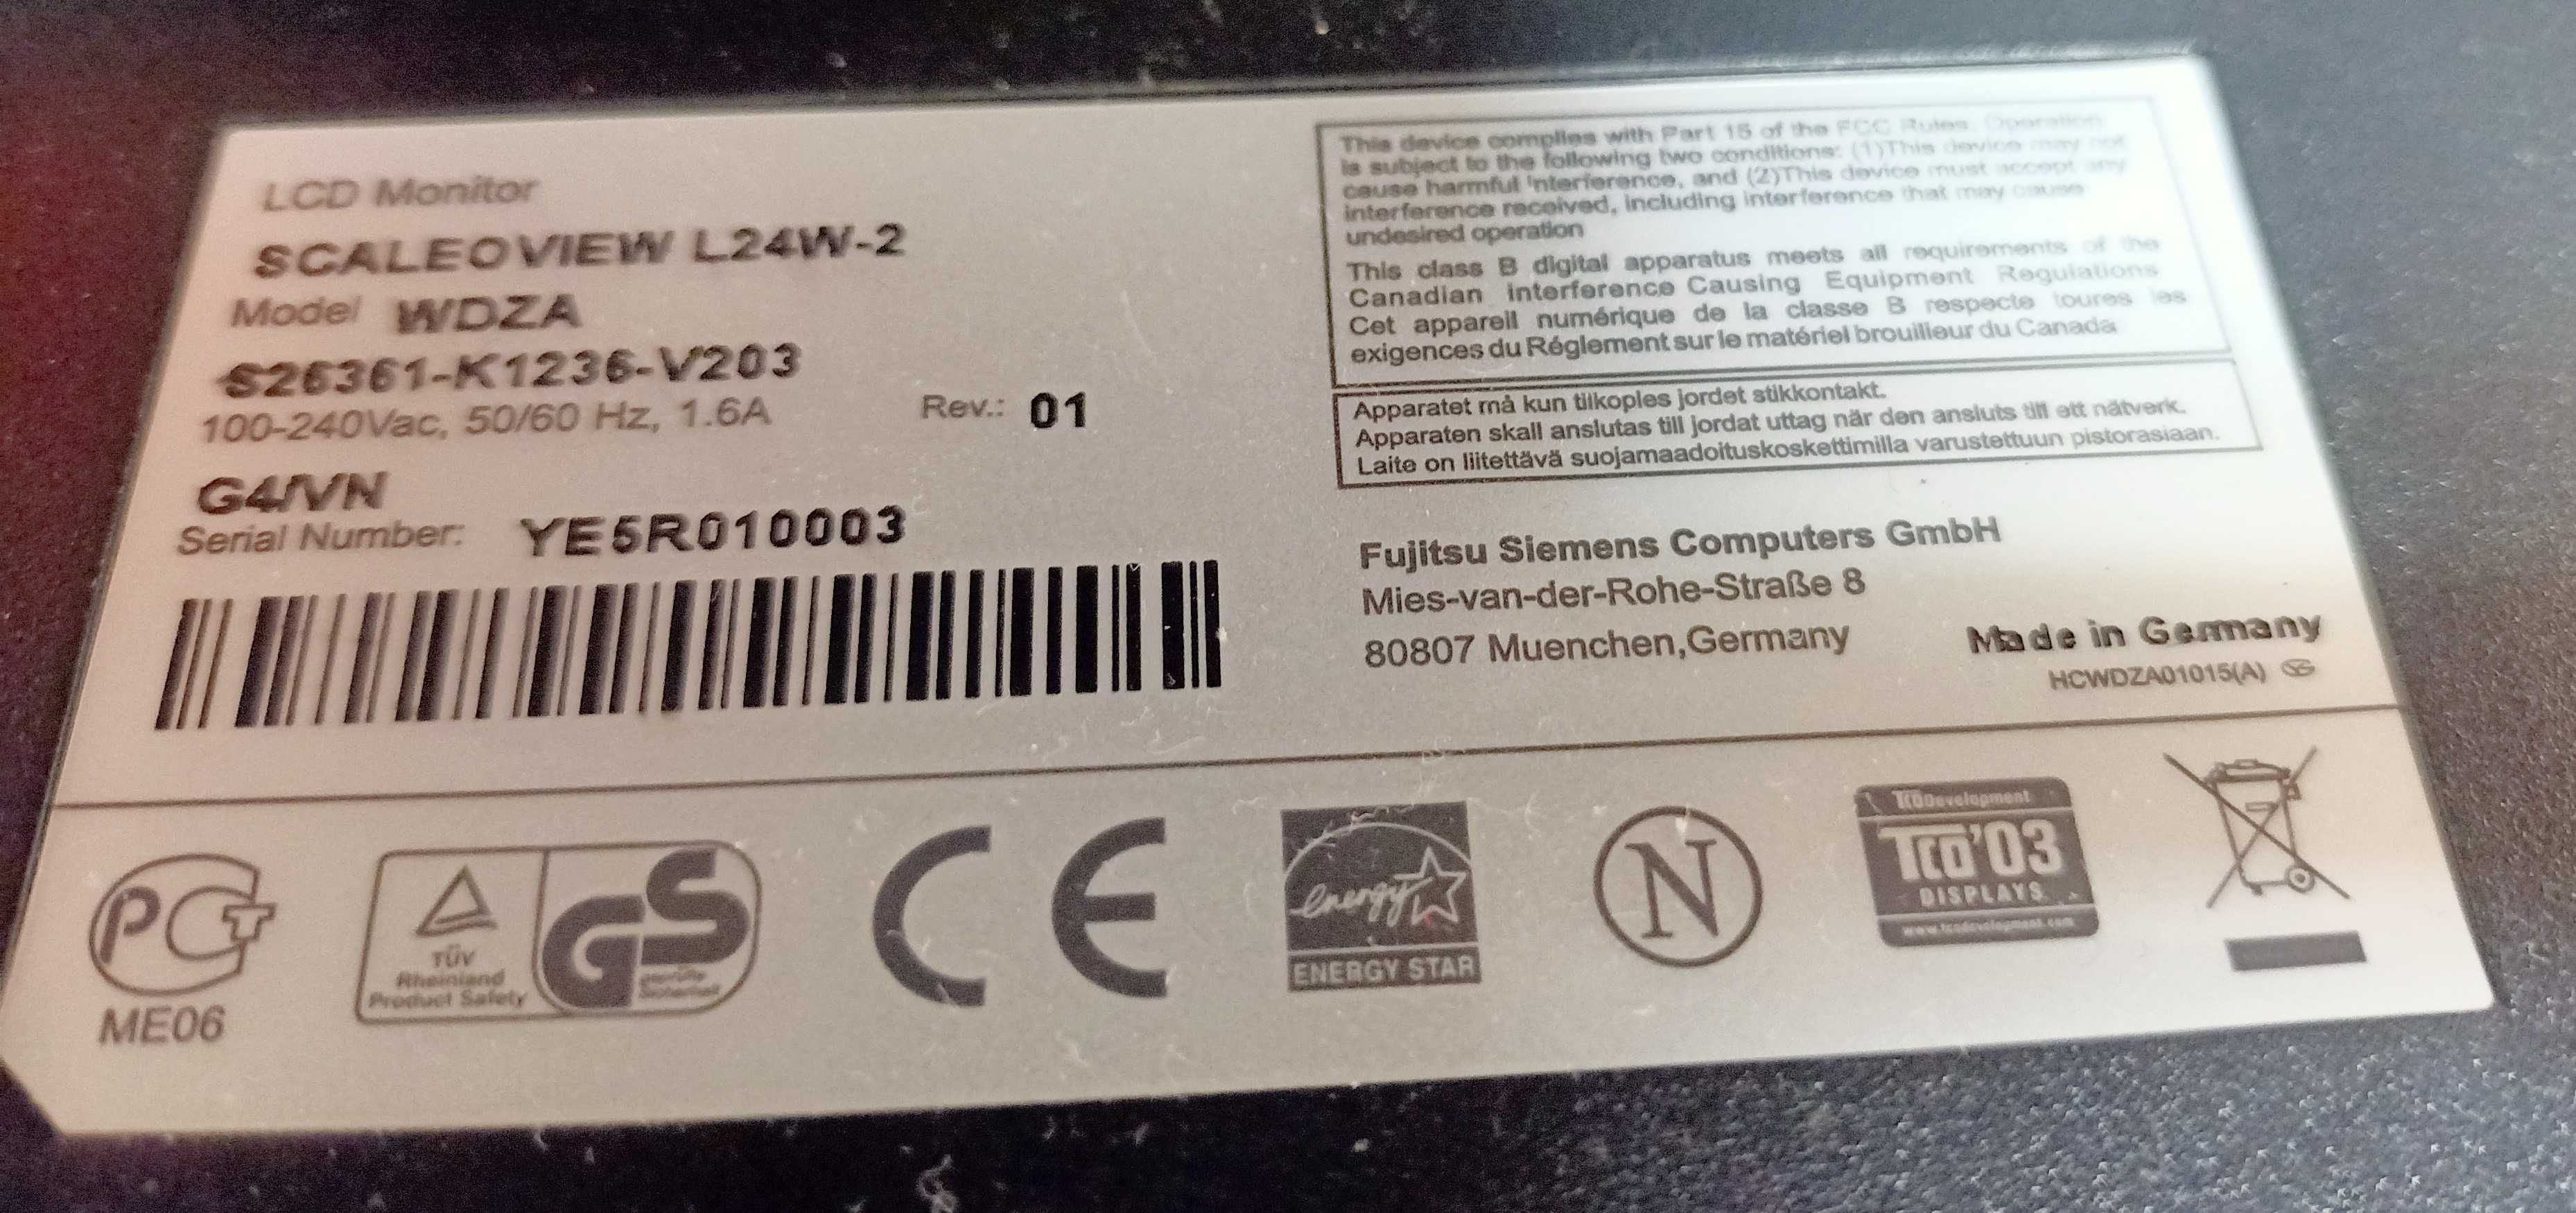 LCD Monitor
SCALEOVIEW L24W-2
Model WDZA
S26361-K1236-V203
100-240Vac, 50/60 Hz, 1.6A
Rev.: 01
G4/VN
Serial Number: YE5R010003
This device complies with Part 15 of the FCC Rules. Operation
is subject to the following two conditions: (1)This device may not
cause harmful interference, and (2)This device must accept any
interference received, including interference that may cause
undesired operation
This class B digital apparatus meets all requirements of the
Canadian interference Causing Equipment Regulations
Cet appareil numérique de la classe B respecte toures les
exigences du Réglement sur le matériel brouilleur du Canada
Apparatet må kun tilkoples jordet stikkontakt.
Apparaten skall anslutas till jordat uttag när den ansluts till ett nätverk.
Laite on liitettävä suojamaadoituskoskettimilla varustettuun pistorasiaan.
Fujitsu Siemens Computers GmbH
Mies-van-der-Rohe-Straße 8
80807 Muenchen,Germany
Made in Germany
HCWDZA01015(A)
PCT
ME06
TÜV
Rheinland
Product Safety
GS
geprüfte
Sicherheit
CE
energy
ENERGY STAR
N
TCO Development
TCO'03
DISPLAYS
www.tcodevelopment.com